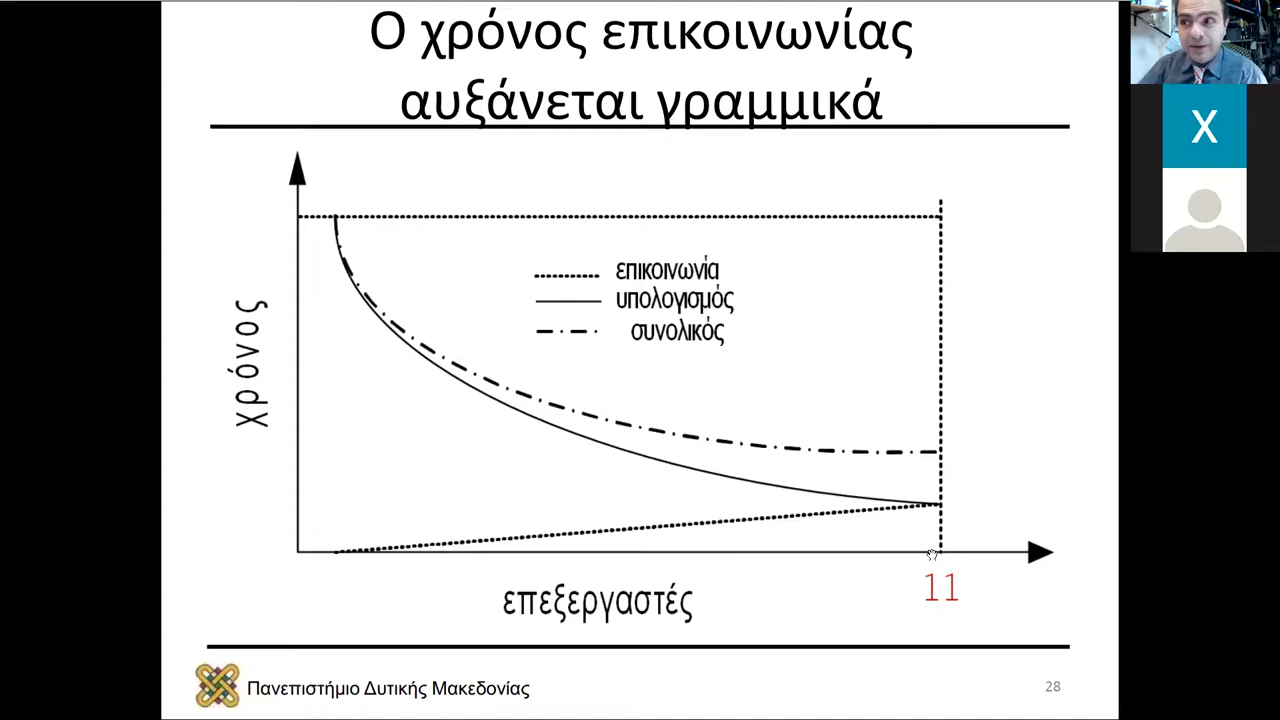 Ο χρόνος επικοινωνίας
αυξάνεται γραμμικά
X
επικοινωνία
υπολογισμός
συνολικός
χρόνος
11
επεξεργαστές
Πανεπιστήμιο Δυτικής Μακεδονίας
28